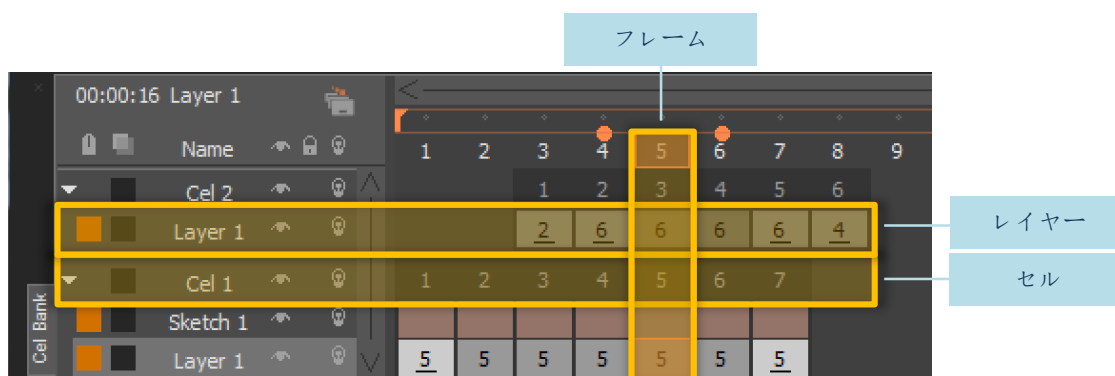 フレーム
00:00:16 Layer 1
Name 1 2 3 4 5 6 7 8 9
Cel 2 1 2 3 4 5 6
Layer 1 2 6 6 6 6 4
レイヤー
Cel 1 1 2 3 4 5 6 7
セル
Sketch 1
Layer 1 5 5 5 5 5 5 5
Cel Bank